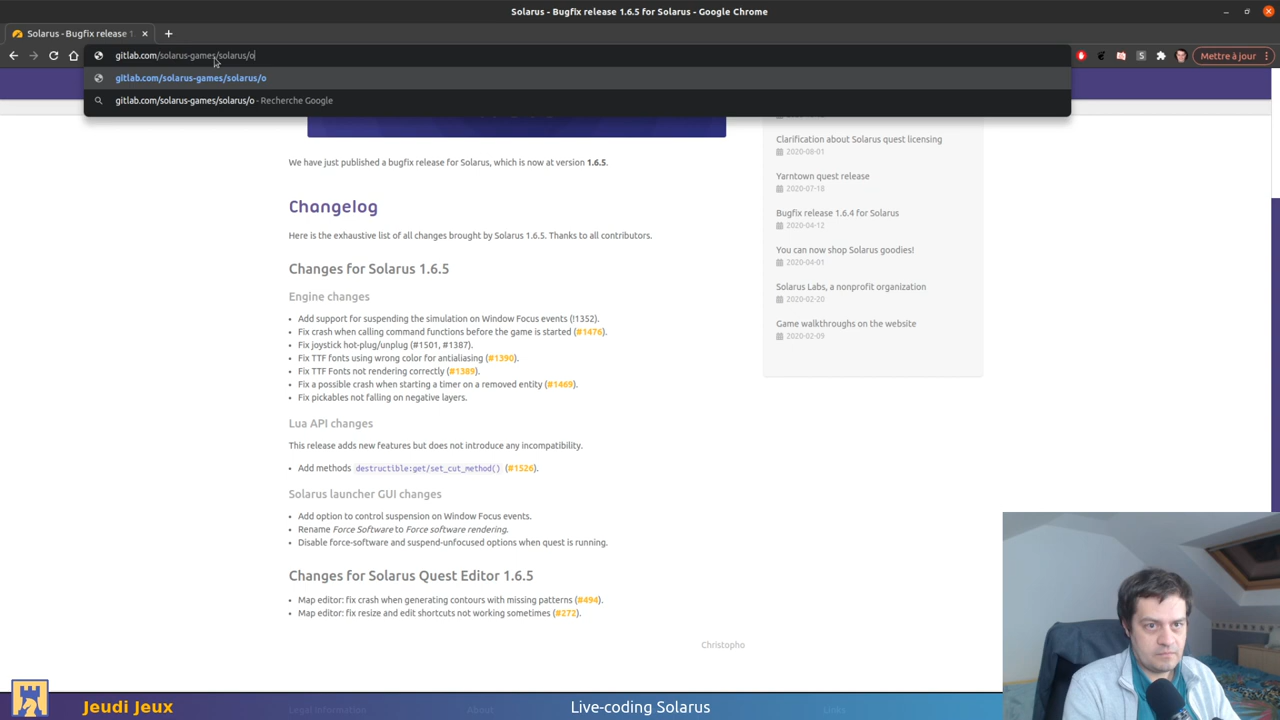 Solarus - Bugfix release 1.6.5 for Solarus - Google Chrome
Solarus - Bugfix release 1.
gitlab.com/solarus-games/solarus/o
Mettre à jour
gitlab.com/solarus-games/solarus/o
gitlab.com/solarus-games/solarus/o - Recherche Google
We have just published a bugfix release for Solarus, which is now at version 1.6.5.
Changelog
Here is the exhaustive list of all changes brought by Solarus 1.6.5. Thanks to all contributors.
Changes for Solarus 1.6.5
Engine changes
• Add support for suspending the simulation on Window Focus events (!1352).
• Fix crash when calling command functions before the game is started (#1476).
• Fix joystick hot-plug/unplug (#1501, #1387).
• Fix TTF fonts using wrong color for antialiasing (#1390).
• Fix TTF Fonts not rendering correctly (#1389).
• Fix a possible crash when starting a timer on a removed entity (#1469).
• Fix pickables not falling on negative layers.
Lua API changes
This release adds new features but does not introduce any incompatibility.
• Add methods destructible:get/set_cut_method() (#1526).
Solarus launcher GUI changes
• Add option to control suspension on Window Focus events.
• Rename Force Software to Force software rendering.
• Disable force-software and suspend-unfocused options when quest is running.
Changes for Solarus Quest Editor 1.6.5
• Map editor: fix crash when generating contours with missing patterns (#494).
• Map editor: fix resize and edit shortcuts not working sometimes (#272).
Christopho
Clarification about Solarus quest licensing
2020-08-01
Yarntown quest release
2020-07-18
Bugfix release 1.6.4 for Solarus
2020-04-12
You can now shop Solarus goodies!
2020-04-01
Solarus Labs, a nonprofit organization
2020-02-20
Game walkthroughs on the website
2020-02-09
Jeudi Jeux
Live-coding Solarus
Legal information
About
Links